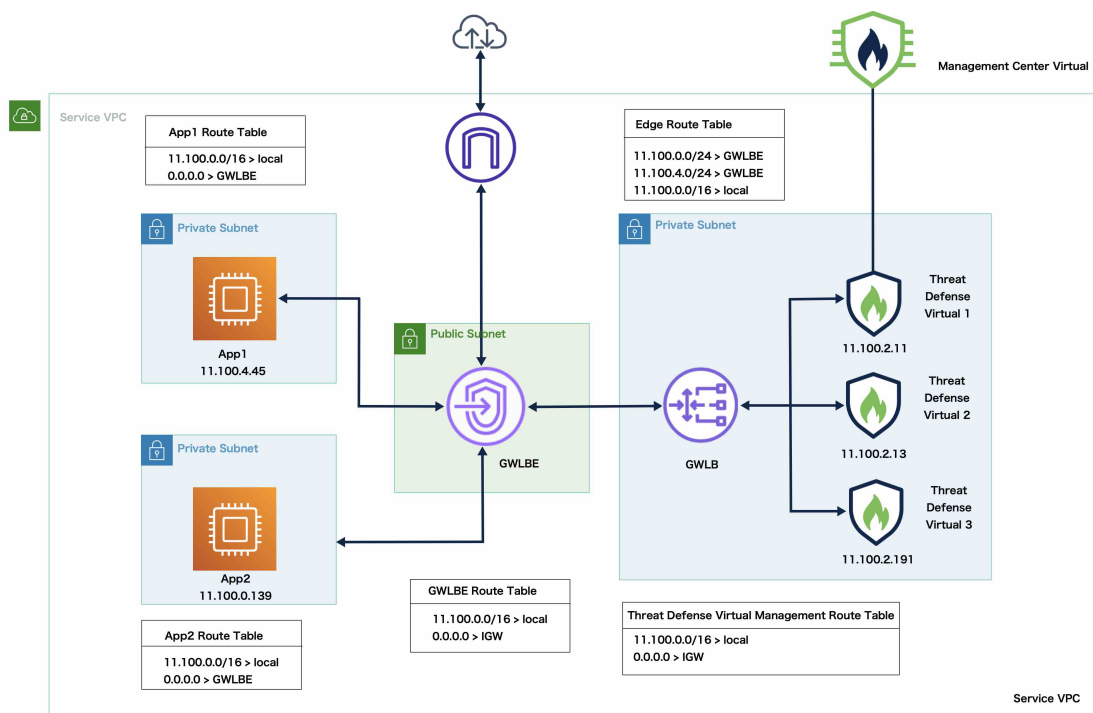 Management Center Virtual
Service VPC
App1 Route Table
11.100.0.0/16 > local
0.0.0.0 > GWLBE
Edge Route Table
11.100.0.0/24 > GWLBE
11.100.4.0/24 > GWLBE
11.100.0.0/16 > local
Private Subnet
App1
11.100.4.45
Public Subnet
GWLBE
Private Subnet
GWLB
Threat
Defense
Virtual 1
11.100.2.11
Threat
Defense
Virtual 2
11.100.2.13
Threat
Defense
Virtual 3
11.100.2.191
Private Subnet
App2
11.100.0.139
App2 Route Table
11.100.0.0/16 > local
0.0.0.0 > GWLBE
GWLBE Route Table
11.100.0.0/16 > local
0.0.0.0 > IGW
Threat Defense Virtual Management Route Table
11.100.0.0/16 > local
0.0.0.0 > IGW
Service VPC